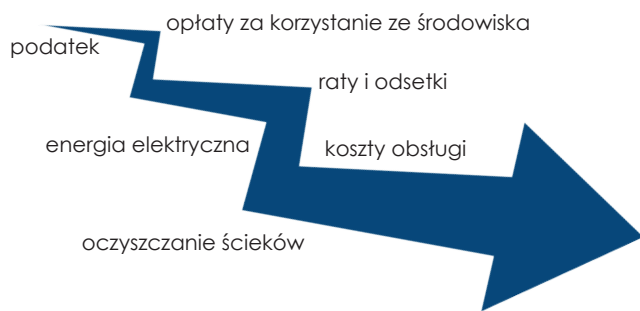 opłaty za korzystanie ze środowiska
podatek
raty i odsetki
energia elektryczna
koszty obsługi
oczyszczanie ścieków